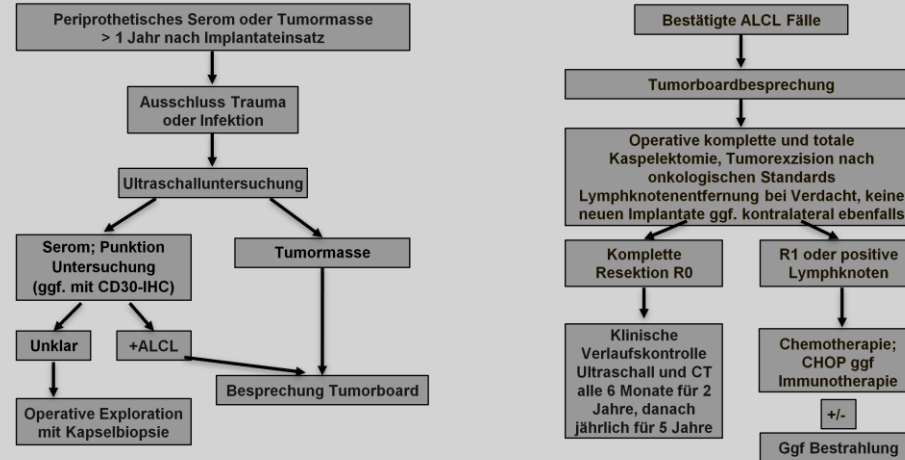 Periprothetisches Serom oder Tumormasse
> 1 Jahr nach Implantateinsatz
Ausschluss Trauma
oder Infektion
Ultraschalluntersuchung
Serom; Punktion
Untersuchung
(ggf. mit CD30-IHC)
Tumormasse
Unklar
+ALCL
Besprechung Tumorboard
Operative Exploration
mit Kapselbiopsie
Bestätigte ALCL Fälle
Tumorboardbesprechung
Operative komplette und totale
Kaspelektomie, Tumorexzision nach
onkologischen Standards
Lymphknotenentfernung bei Verdacht, keine
neuen Implantate ggf. kontralateral ebenfalls
Komplette
Resektion R0
R1 oder positive
Lymphknoten
Klinische
Verlaufskontrolle
Ultraschall und CT
alle 6 Monate für 2
Jahre, danach
jährlich für 5 Jahre
Chemotherapie;
CHOP ggf
Immunotherapie
+/-
Ggf Bestrahlung